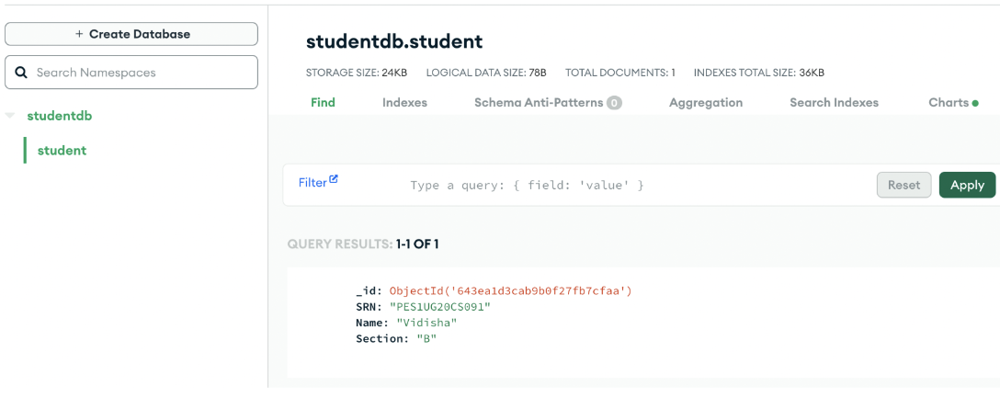 + Create Database
Search Namespaces
studentdb
student
studentdb.student
STORAGE SIZE: 24KB LOGICAL DATA SIZE: 78B TOTAL DOCUMENTS: 1 INDEXES TOTAL SIZE: 36KB
Find Indexes Schema Anti-Patterns 0 Aggregation Search Indexes Charts
Filter Type a query: { field: 'value' } Reset Apply
QUERY RESULTS: 1-1 OF 1
_id: ObjectId('643ea1d3cab9b0f27fb7cfaa')
SRN: "PES1UG20CS091"
Name: "Vidisha"
Section: "B"